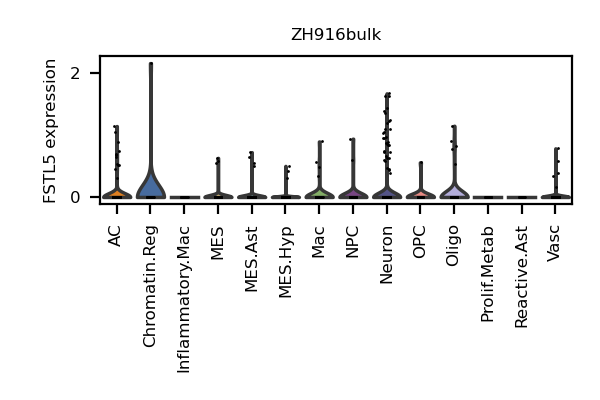 ZH916bulk
FSTL5 expression
2
0
AC
Chromatin.Reg
Inflammatory.Mac
MES
MES.Ast
MES.Hyp
Mac
NPC
Neuron
OPC
Oligo
Prolif.Metab
Reactive.Ast
Vasc